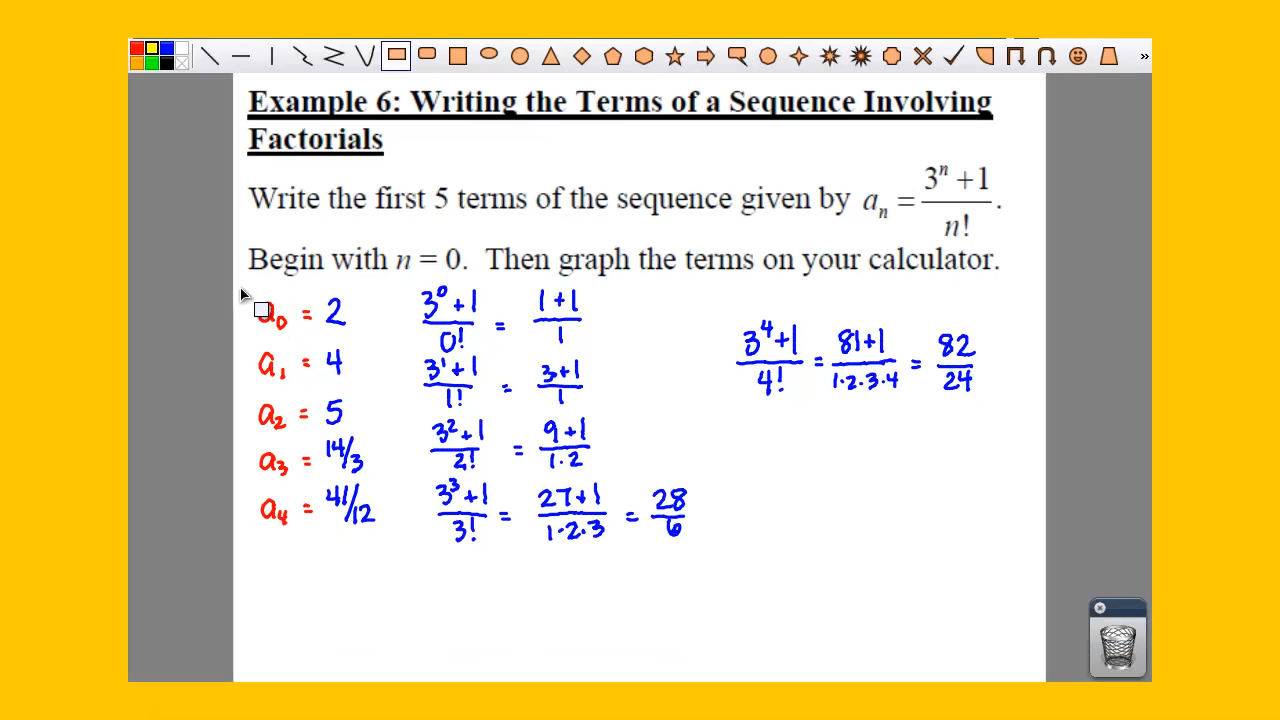 Example 6: Writing the Terms of a Sequence Involving
Factorials
Write the first 5 terms of the sequence given by aₙ = (3ⁿ + 1)/n!.
Begin with n = 0. Then graph the terms on your calculator.
a₀ = 2 (3⁰ + 1)/0! = (1 + 1)/1
a₁ = 4 (3¹ + 1)/1! = (3 + 1)/1
a₂ = 5 (3² + 1)/2! = (9 + 1)/(1·2)
a₃ = 14/3
a₄ = 41/12 (3³ + 1)/3! = (27 + 1)/(1·2·3) = 28/6
(3⁴ + 1)/4! = (81 + 1)/(1·2·3·4) = 82/24
»